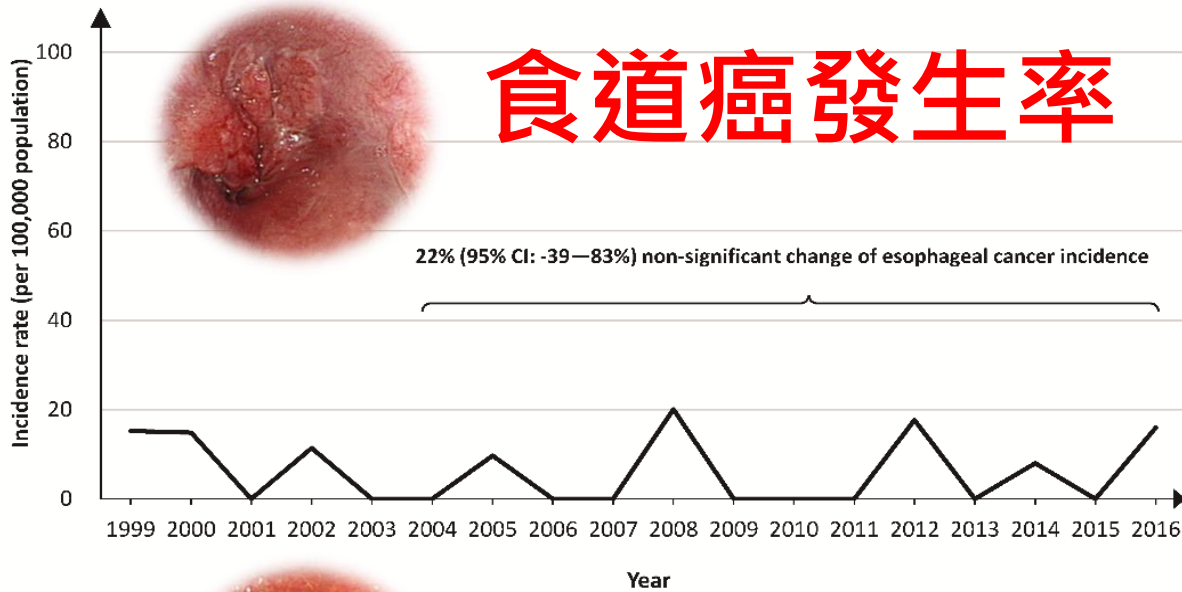 食道癌發生率
22% (95% CI: -39—83%) non-significant change of esophageal cancer incidence
Incidence rate (per 100,000 population)
100
80
60
40
20
0
1999 2000 2001 2002 2003 2004 2005 2006 2007 2008 2009 2010 2011 2012 2013 2014 2015 2016
Year